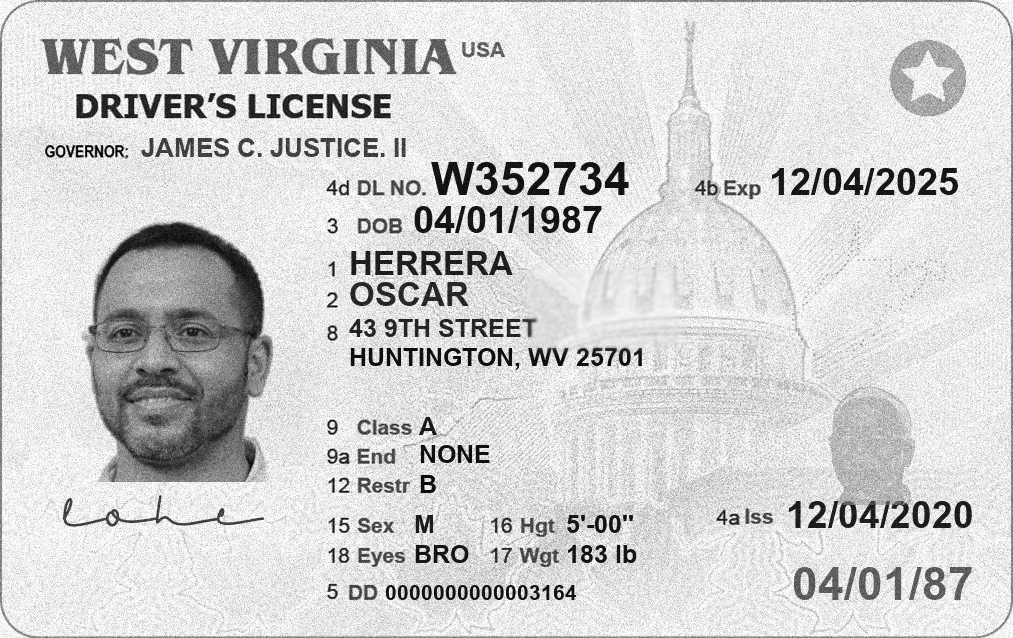 WEST VIRGINIA USA
DRIVER'S LICENSE
GOVERNOR: JAMES C. JUSTICE. II
4d DL NO. W352734 4b Exp 12/04/2025
3 DOB 04/01/1987
1 HERRERA
2 OSCAR
8 43 9TH STREET
HUNTINGTON, WV 25701
9 Class A
9a End NONE
12 Restr B
15 Sex M 16 Hgt 5'-00" 4a Iss 12/04/2020
18 Eyes BRO 17 Wgt 183 lb
5 DD 0000000000003164 04/01/87